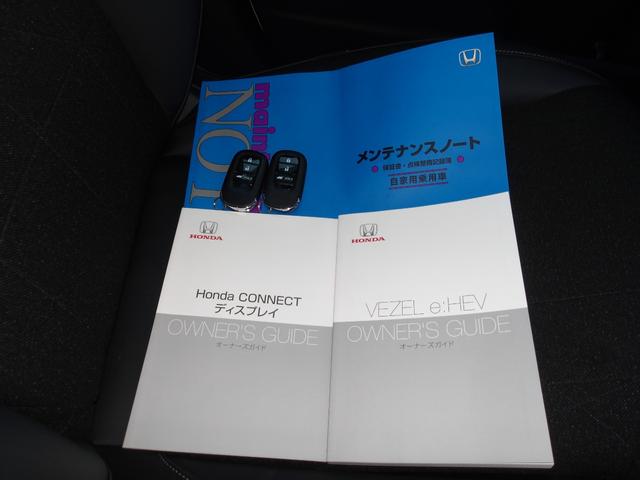 main
NOT
メンテナンスノート
保証書・点検整備記録簿
自家用乗用車
HONDA
Honda CONNECT
ディスプレイ
OWNER'S GUIDE
オーナーズガイド
HONDA
VEZEL e:HEV
OWNER'S GUIDE
オーナーズガイド